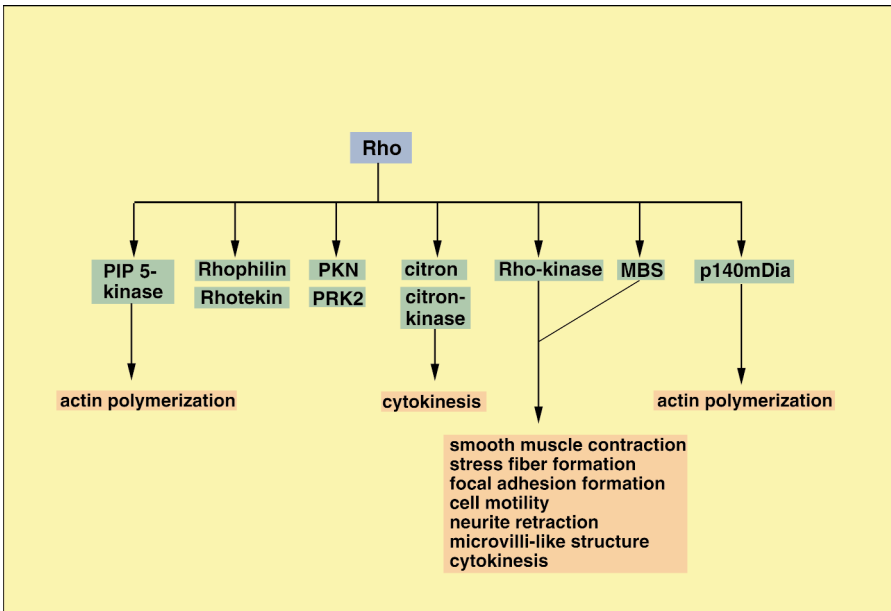 Rho
PIP 5-
kinase
Rhophilin
Rhotekin
PKN
PRK2
citron
citron-
kinase
Rho-kinase
MBS
p140mDia
actin polymerization
cytokinesis
smooth muscle contraction
stress fiber formation
focal adhesion formation
cell motility
neurite retraction
microvilli-like structure
cytokinesis
actin polymerization